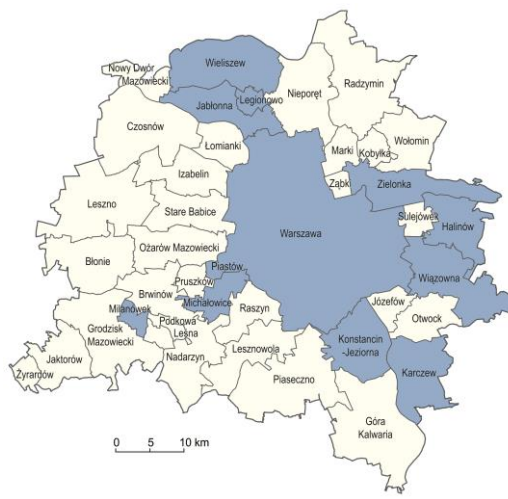 Wieliszew
Nowy Dwór
Mazowiecki
Legionowo
Jabłonna
Nieporęt
Radzymin
Czosnów
Łomianki
Marki
Kobyłka
Wołomin
Izabelin
Ząbki
Zielonka
Leszno
Stare Babice
Sulejówek
Halinów
Warszawa
Ożarów Mazowiecki
Błonie
Piastów
Wiązowna
Pruszków
Brwinów
Michałowice
Józefów
Milanówek
Raszyn
Otwock
Podkowa
Leśna
Grodzisk
Mazowiecki
Konstancin
-Jeziorna
Lesznowola
Jaktorów
Nadarzyn
Karczew
Żyrardów
Piaseczno
Góra
Kalwaria
0 5 10 km